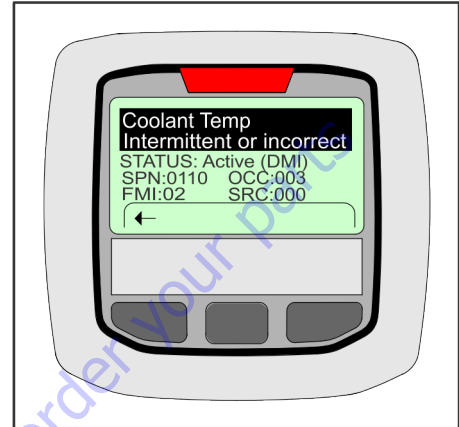 Coolant Temp
Intermittent or incorrect
STATUS: Active (DMI)
SPN:0110 OCC:003
FMI:02 SRC:000
order your parts